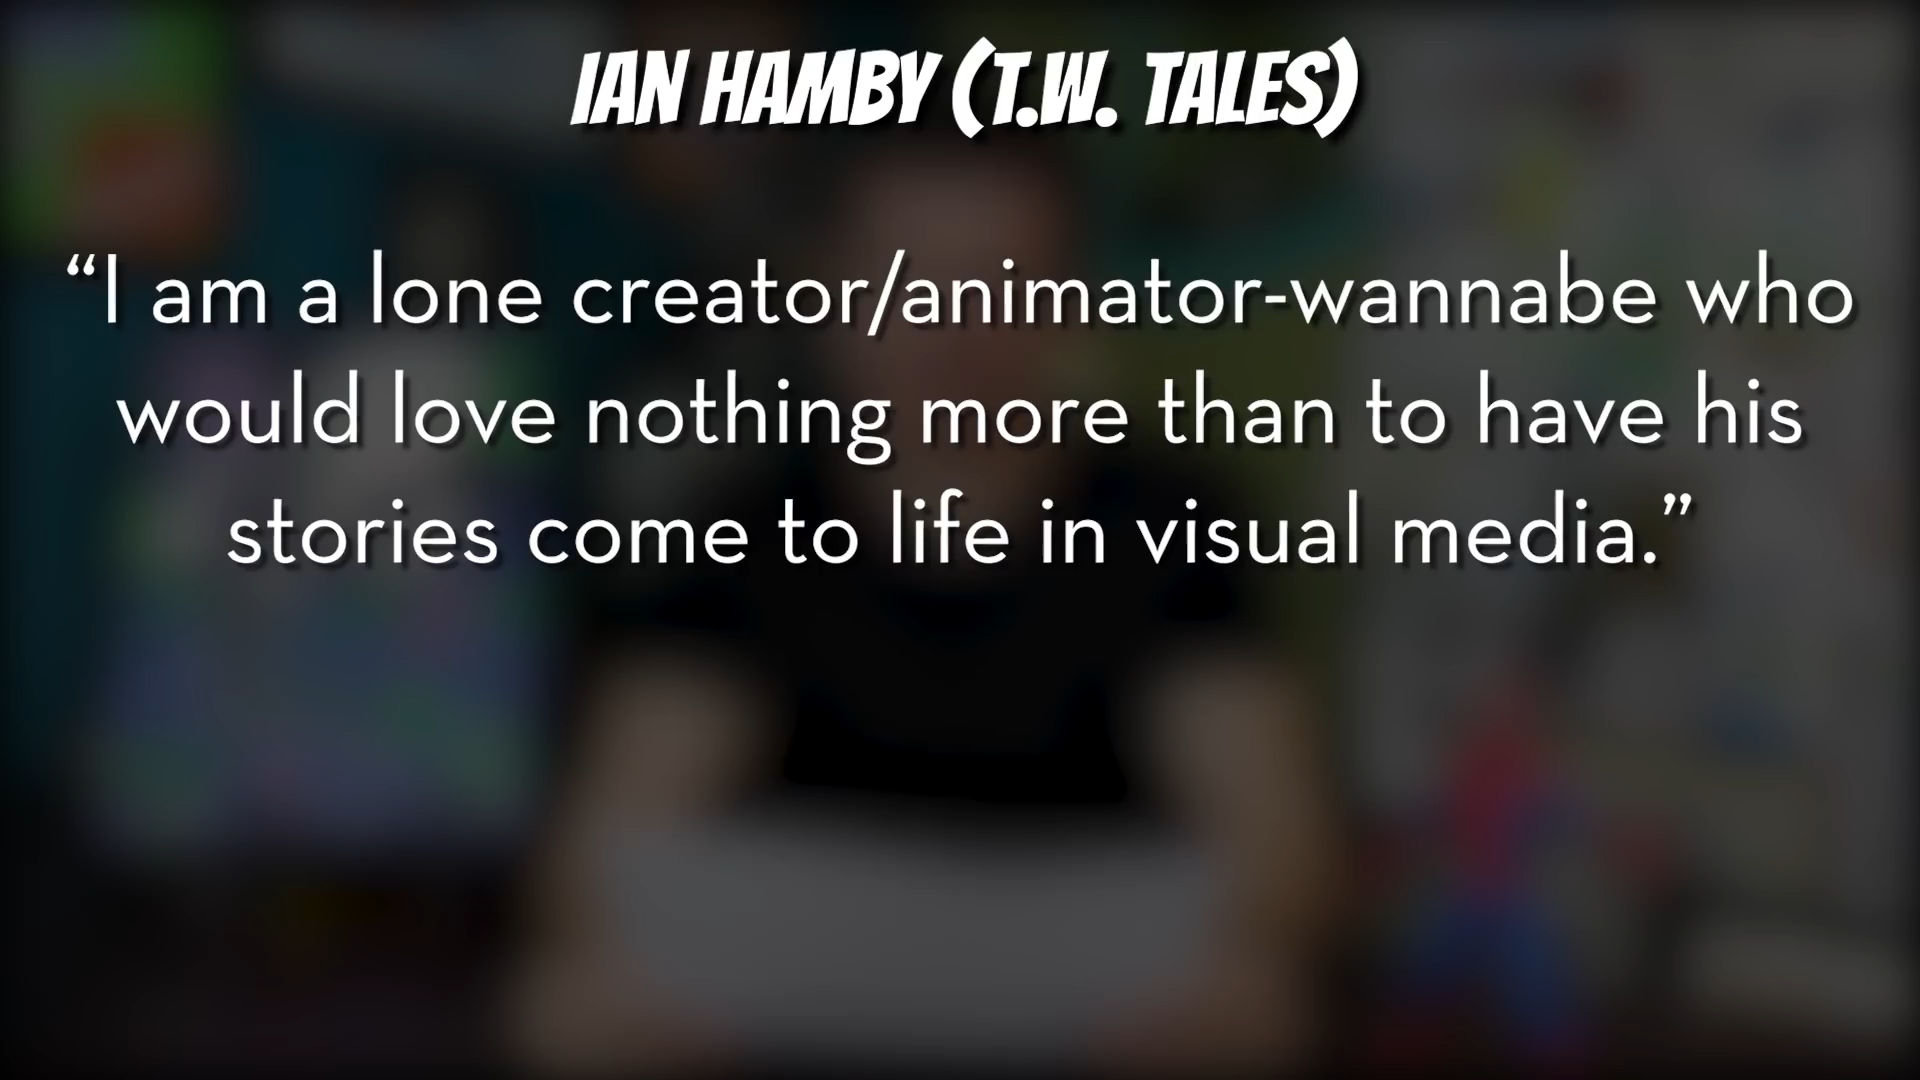 IAN HAMBY (T.W. TALES)
“I am a lone creator/animator-wannabe who
would love nothing more than to have his
stories come to life in visual media.”